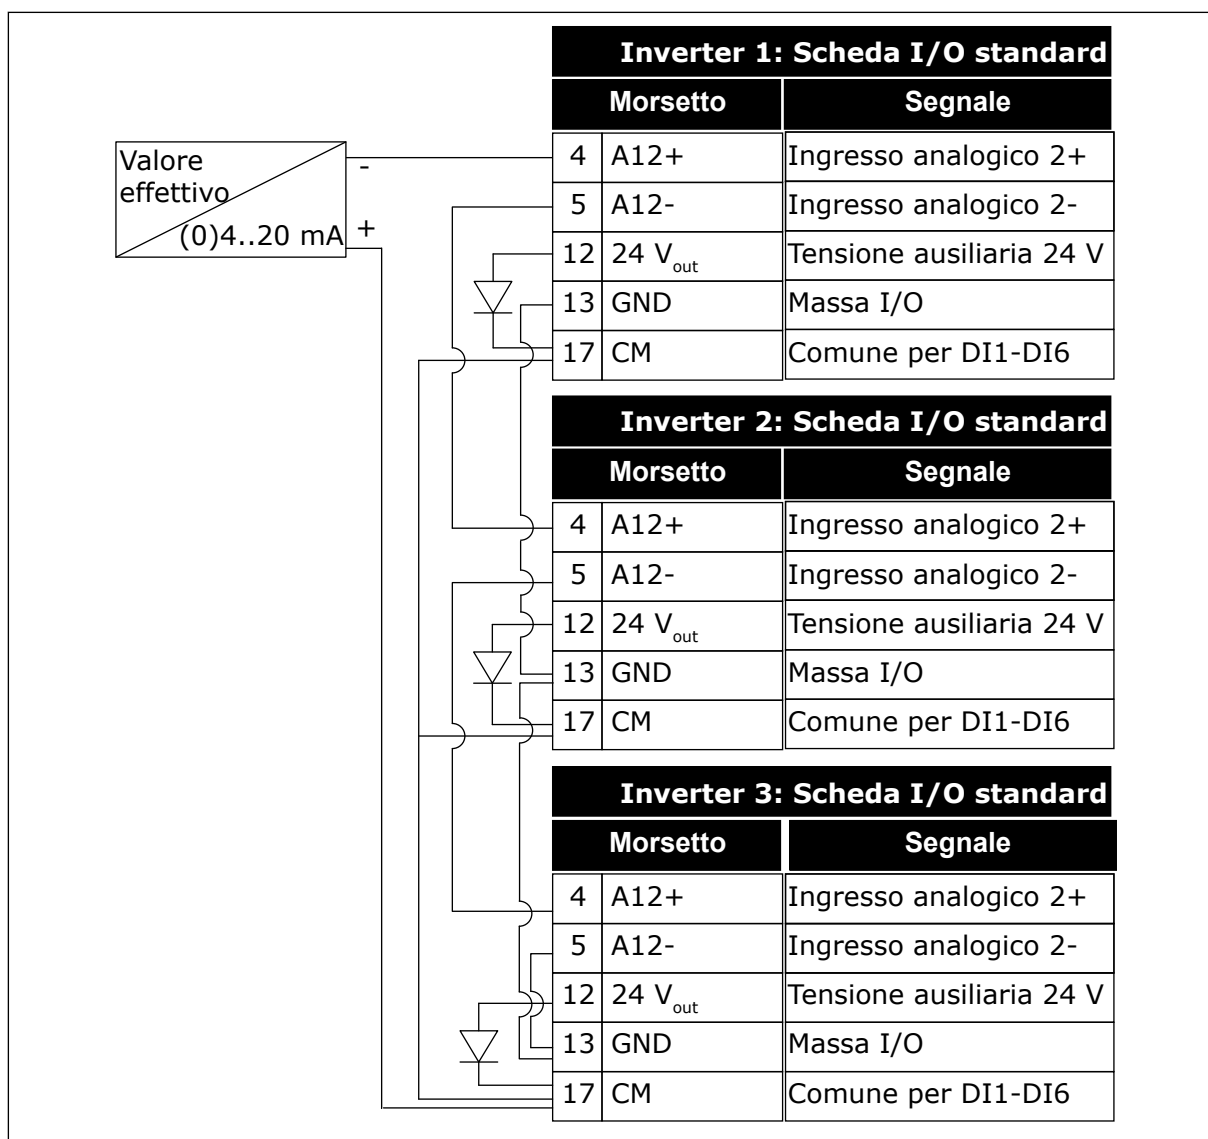 Inverter 1: Scheda I/O standard
Morsetto Segnale
Valore effettivo
(0)4..20 mA
-
+
4 A12+ Ingresso analogico 2+
5 A12- Ingresso analogico 2-
12 24 Vout Tensione ausiliaria 24 V
13 GND Massa I/O
17 CM Comune per DI1-DI6
Inverter 2: Scheda I/O standard
Morsetto Segnale
4 A12+ Ingresso analogico 2+
5 A12- Ingresso analogico 2-
12 24 Vout Tensione ausiliaria 24 V
13 GND Massa I/O
17 CM Comune per DI1-DI6
Inverter 3: Scheda I/O standard
Morsetto Segnale
4 A12+ Ingresso analogico 2+
5 A12- Ingresso analogico 2-
12 24 Vout Tensione ausiliaria 24 V
13 GND Massa I/O
17 CM Comune per DI1-DI6